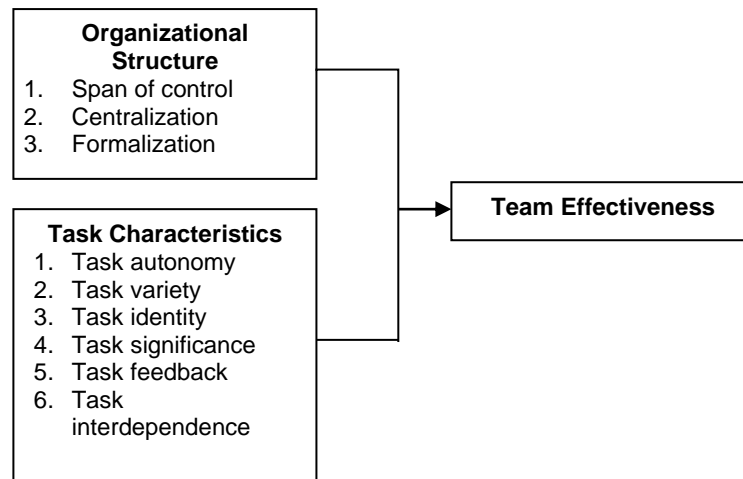 Organizational
Structure
1. Span of control
2. Centralization
3. Formalization
Team Effectiveness
Task Characteristics
1. Task autonomy
2. Task variety
3. Task identity
4. Task significance
5. Task feedback
6. Task
interdependence